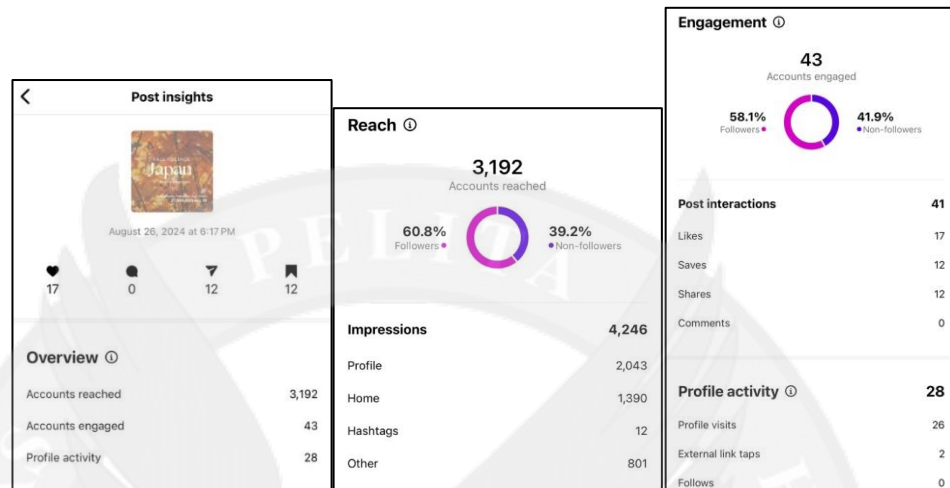 Post insights
Japan
August 26, 2024 at 6:17 PM
17 0 12 12
Overview
Accounts reached 3,192
Accounts engaged 43
Profile activity 28
Reach
3,192
Accounts reached
60.8% 39.2%
Followers Non-followers
Impressions 4,246
Profile 2,043
Home 1,390
Hashtags 12
Other 801
Engagement
43
Accounts engaged
58.1% 41.9%
Followers Non-followers
Post interactions 41
Likes 17
Saves 12
Shares 12
Comments 0
Profile activity 28
Profile visits 26
External link taps 2
Follows 0
PELITA